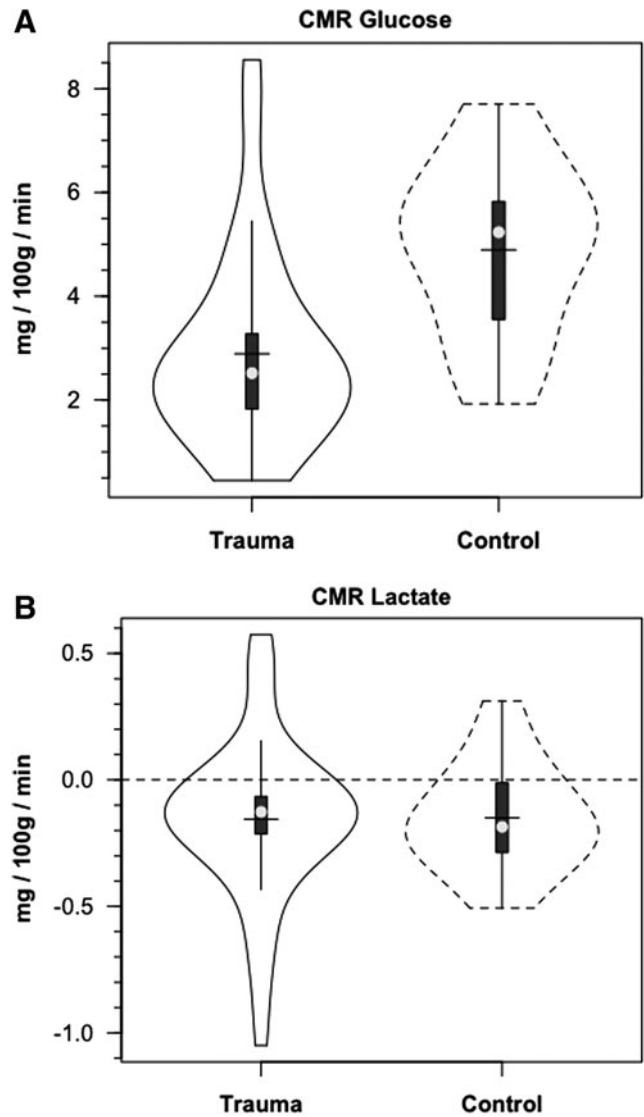 A
CMR Glucose
mg / 100g / min
8
6
4
2
Trauma Control
B
CMR Lactate
mg / 100g / min
0.5
0.0
-0.5
-1.0
Trauma Control